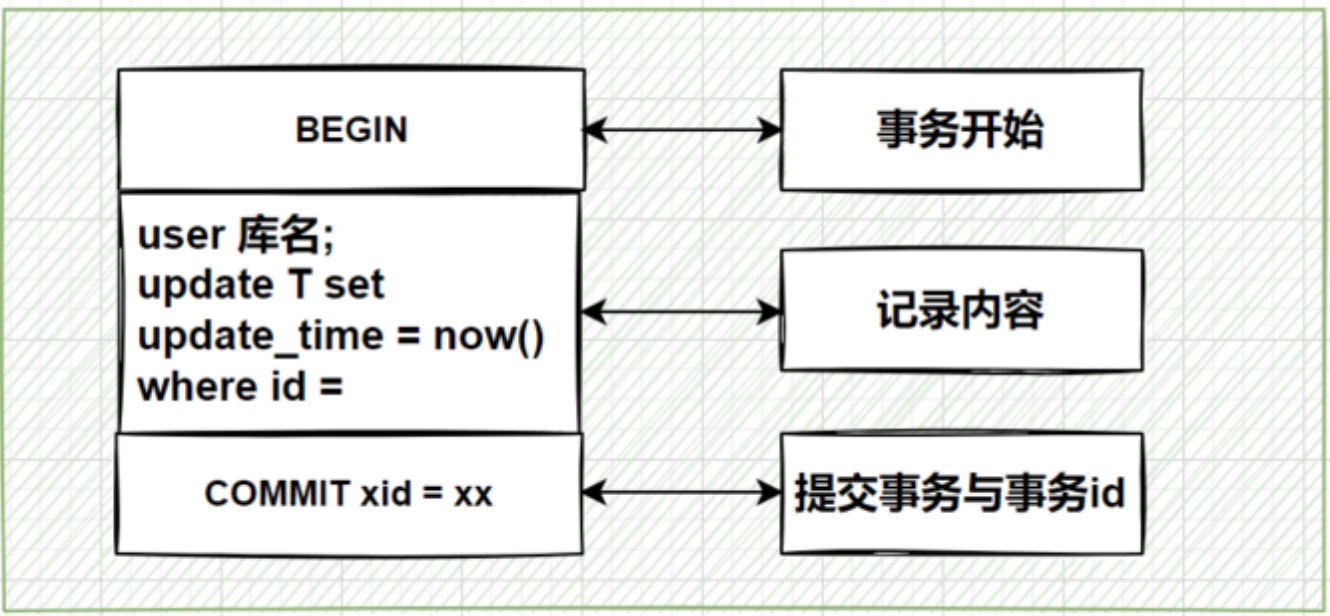 BEGIN
事务开始
user 库名;
update T set
update_time = now()
where id =
记录内容
COMMIT xid = xx
提交事务与事务id